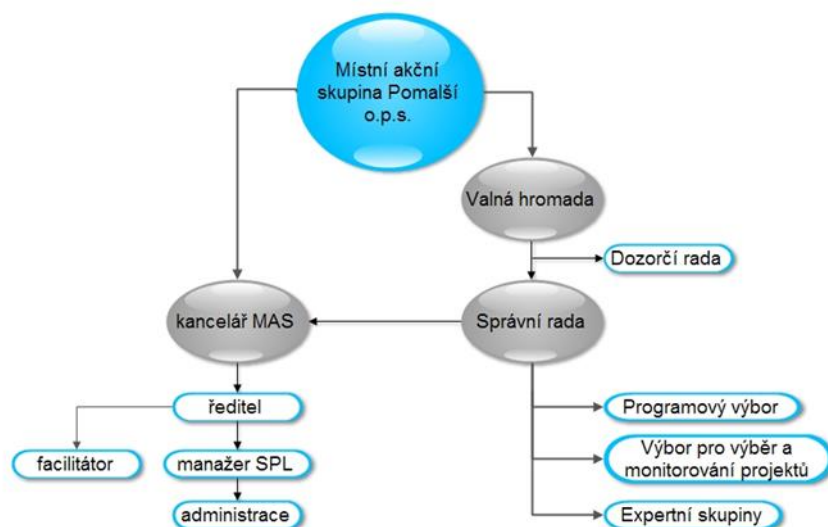 Místní akční
skupina Pomalší
o.p.s.
Valná hromada
Dozorčí rada
kancelář MAS
Správní rada
ředitel
Programový výbor
facilitátor
manažer SPL
Výbor pro výběr a
monitorování projektů
administrace
Expertní skupiny